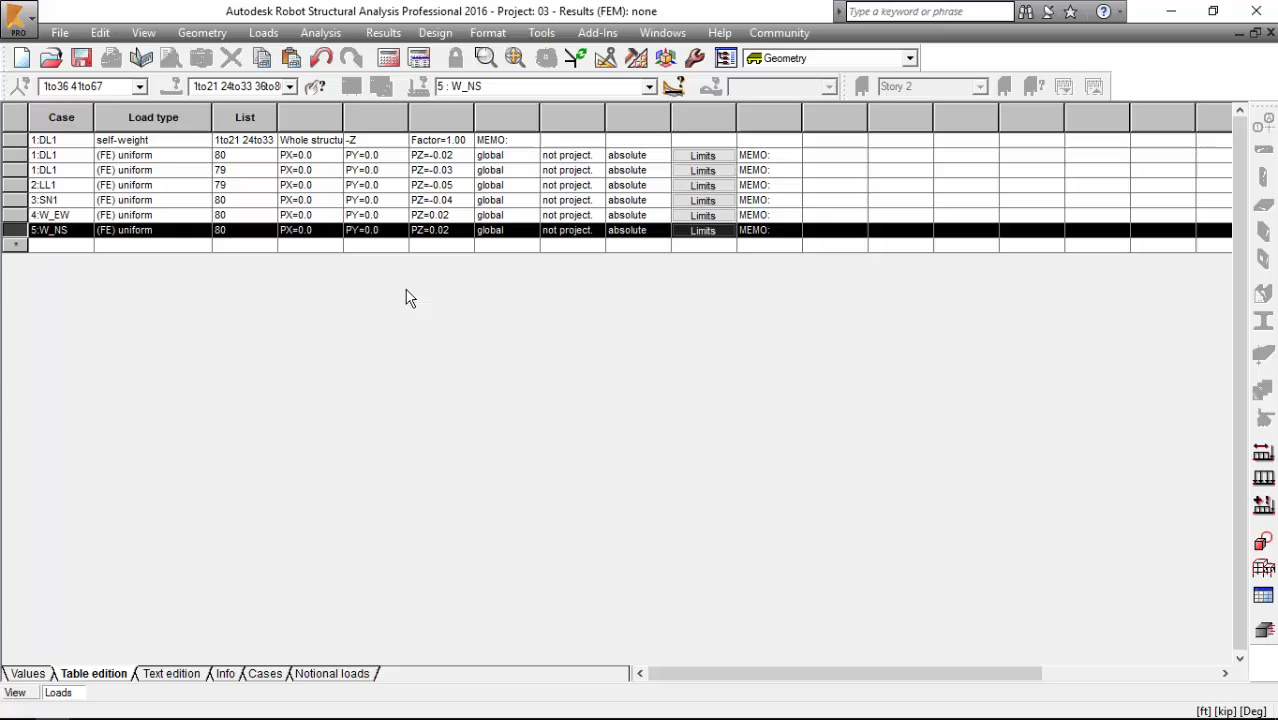 Autodesk Robot Structural Analysis Professional 2016 - Project: 03 - Results (FEM): none
Type a keyword or phrase
PRO File Edit View Geometry Loads Analysis Results Design Format Tools Add-Ins Windows Help Community
Geometry
1to36 41to67 1to21 24to33 36to8 5 : W_NS Story 2
Case Load type List
1:DL1 self-weight 1to21 24to33 Whole structu -Z Factor=1.00 MEMO:
1:DL1 (FE) uniform 80 PX=0.0 PY=0.0 PZ=-0.02 global not project. absolute Limits MEMO:
1:DL1 (FE) uniform 79 PX=0.0 PY=0.0 PZ=-0.03 global not project. absolute Limits MEMO:
2:LL1 (FE) uniform 79 PX=0.0 PY=0.0 PZ=-0.05 global not project. absolute Limits MEMO:
3:SN1 (FE) uniform 80 PX=0.0 PY=0.0 PZ=-0.04 global not project. absolute Limits MEMO:
4:W_EW (FE) uniform 80 PX=0.0 PY=0.0 PZ=0.02 global not project. absolute Limits MEMO:
5:W_NS (FE) uniform 80 PX=0.0 PY=0.0 PZ=0.02 global not project. absolute Limits MEMO:
*
Values Table edition Text edition Info Cases Notional loads
View Loads
[ft] [kip] [Deg]